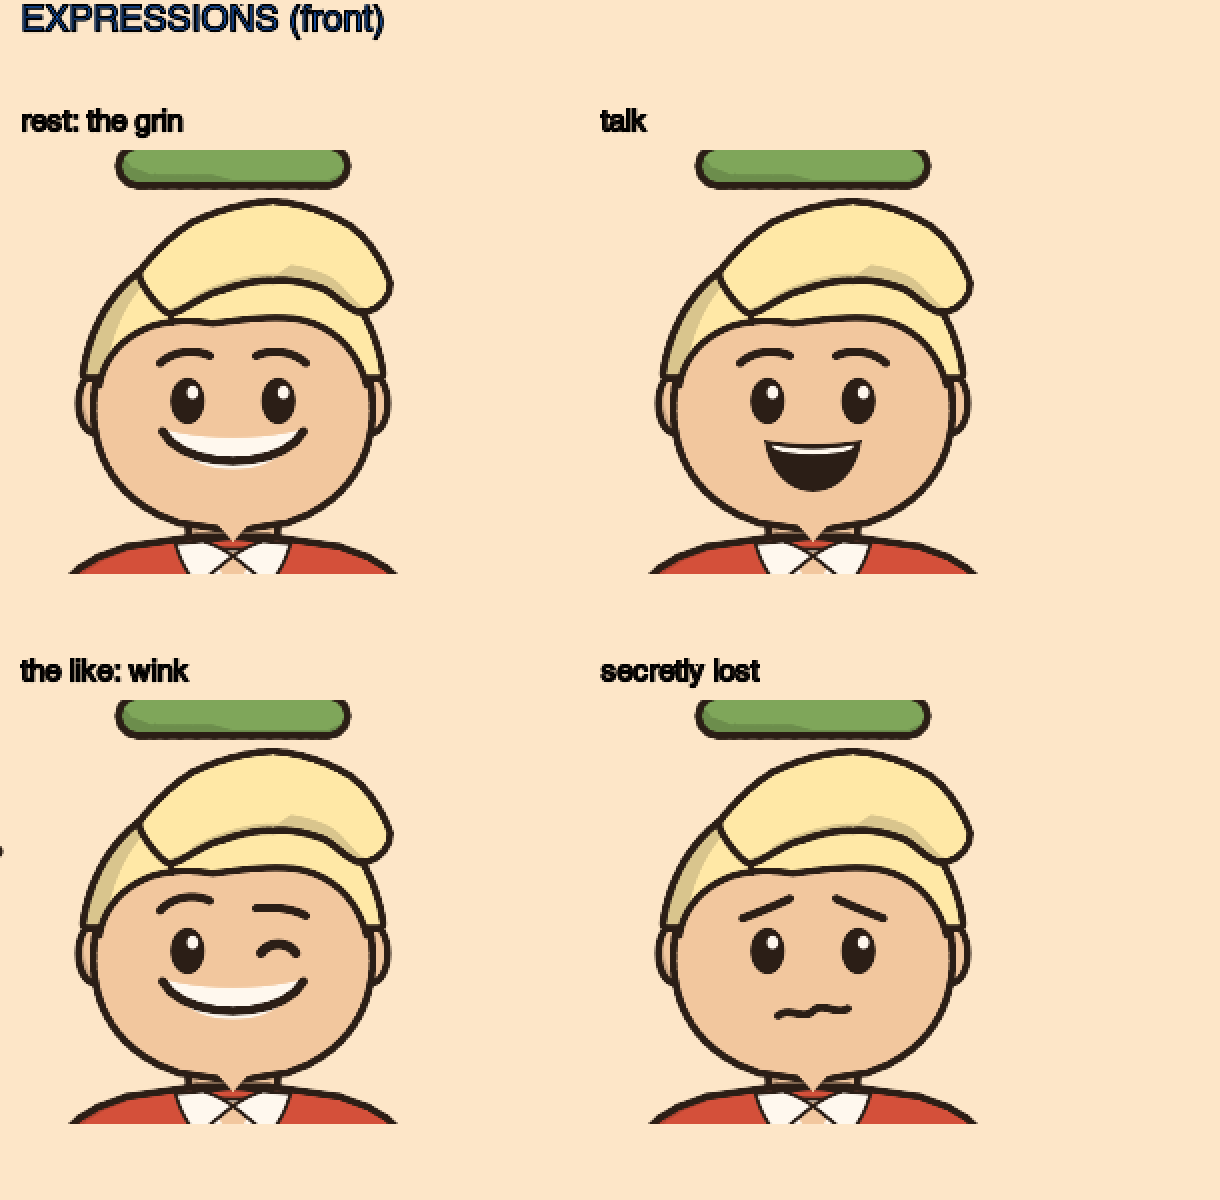 EXPRESSIONS (front)
rest: the grin
talk
the like: wink
secretly lost